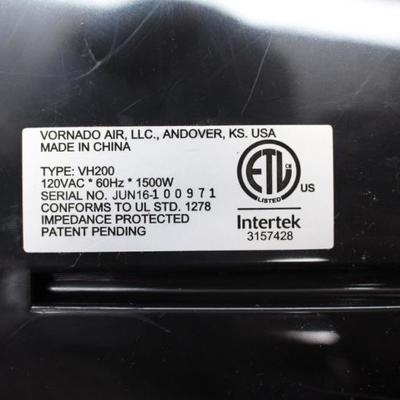 VORNADO AIR, LLC., ANDOVER, KS. USA
MADE IN CHINA
TYPE: VH200
120VAC * 60Hz * 1500W
SERIAL NO. JUN16-100971
CONFORMS TO UL STD. 1278
IMPEDANCE PROTECTED
PATENT PENDING
ETL CM
LISTED
US
Intertek
3157428